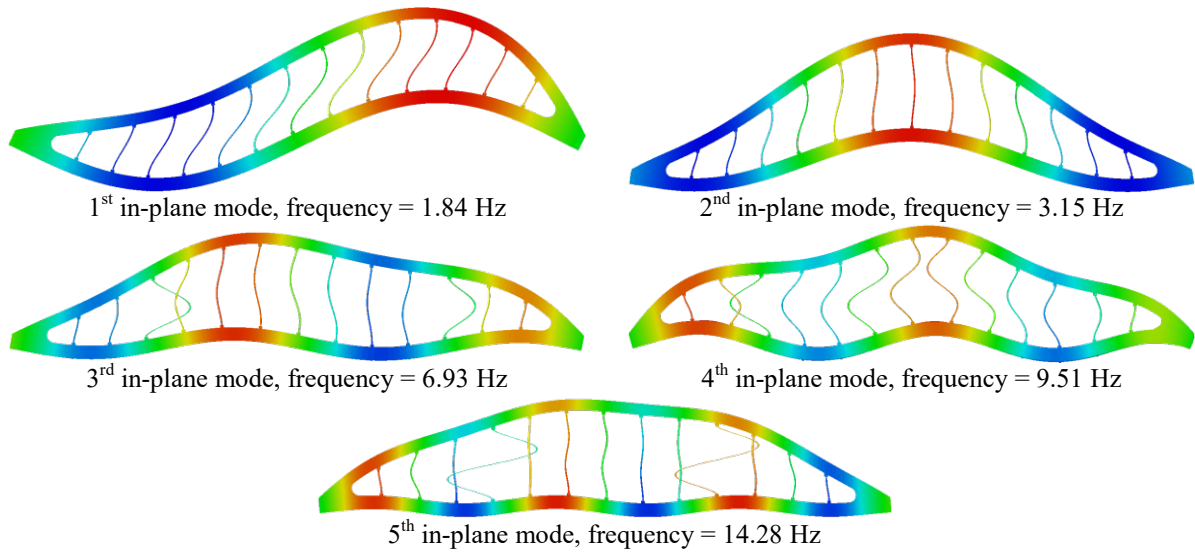 1st in-plane mode, frequency = 1.84 Hz
2nd in-plane mode, frequency = 3.15 Hz
3rd in-plane mode, frequency = 6.93 Hz
4th in-plane mode, frequency = 9.51 Hz
5th in-plane mode, frequency = 14.28 Hz